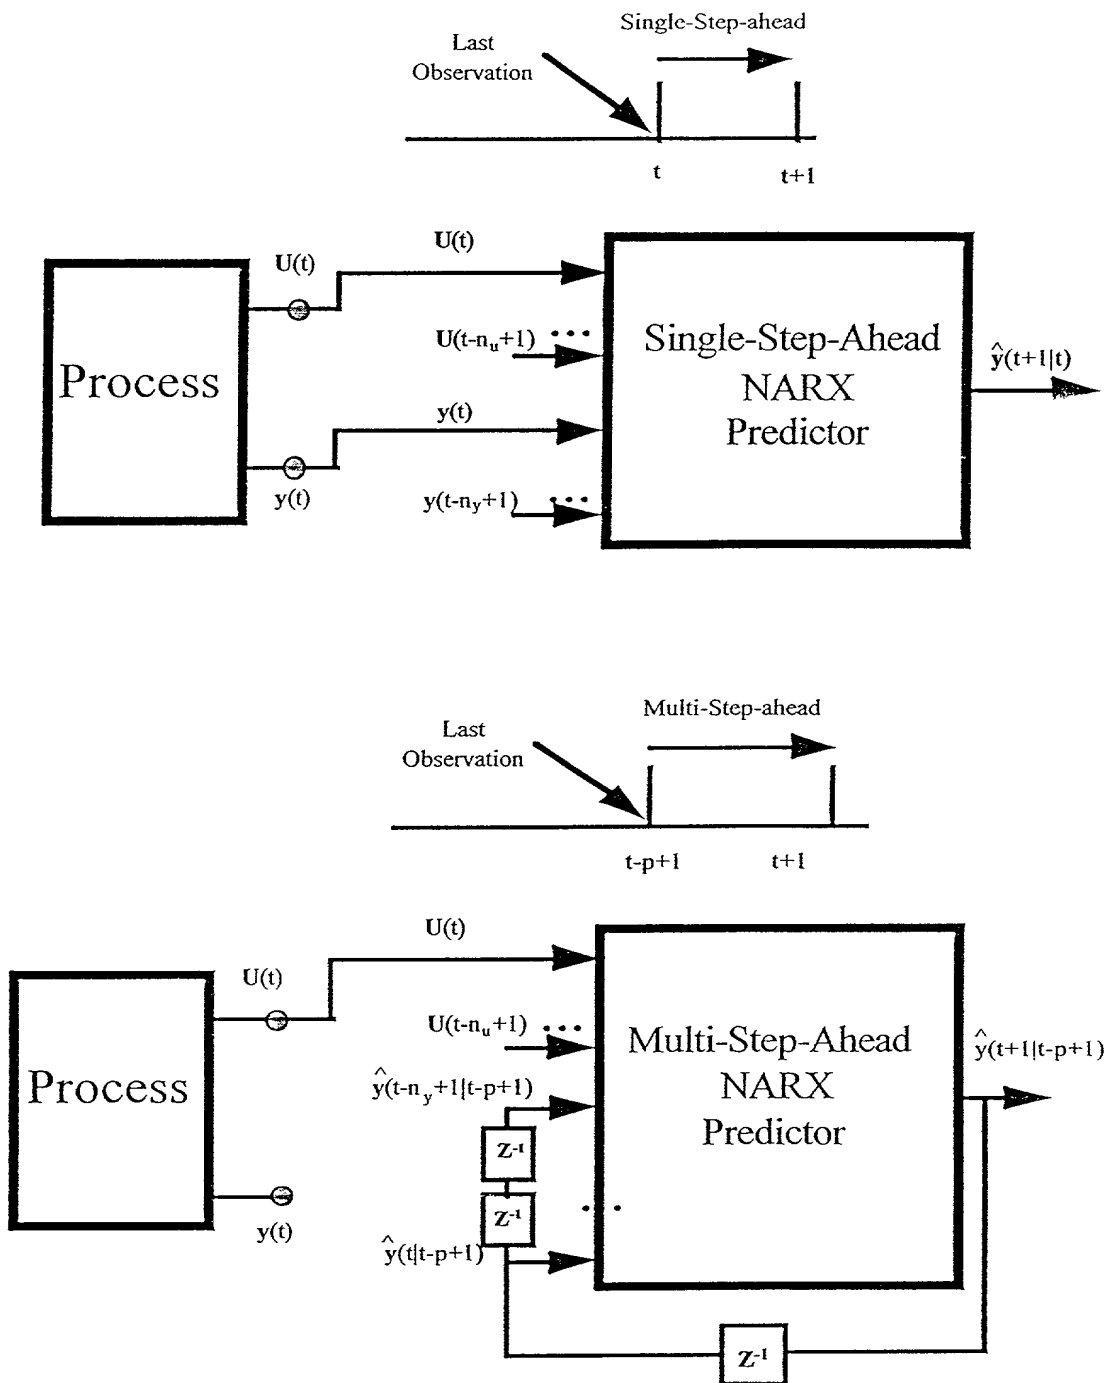 Single-Step-ahead
Last
Observation
t
t+1
U(t)
U(t)
U(t-nᵤ+1) ...
y(t)
y(t)
y(t-n_y+1) ...
Process
Single-Step-Ahead
NARX
Predictor
ŷ(t+1|t)
Multi-Step-ahead
Last
Observation
t-p+1
t+1
U(t)
U(t)
U(t-nᵤ+1) ...
ŷ(t-n_y+1|t-p+1)
Z⁻¹
Z⁻¹
ŷ(t|t-p+1)
...
Process
y(t)
Multi-Step-Ahead
NARX
Predictor
ŷ(t+1|t-p+1)
Z⁻¹